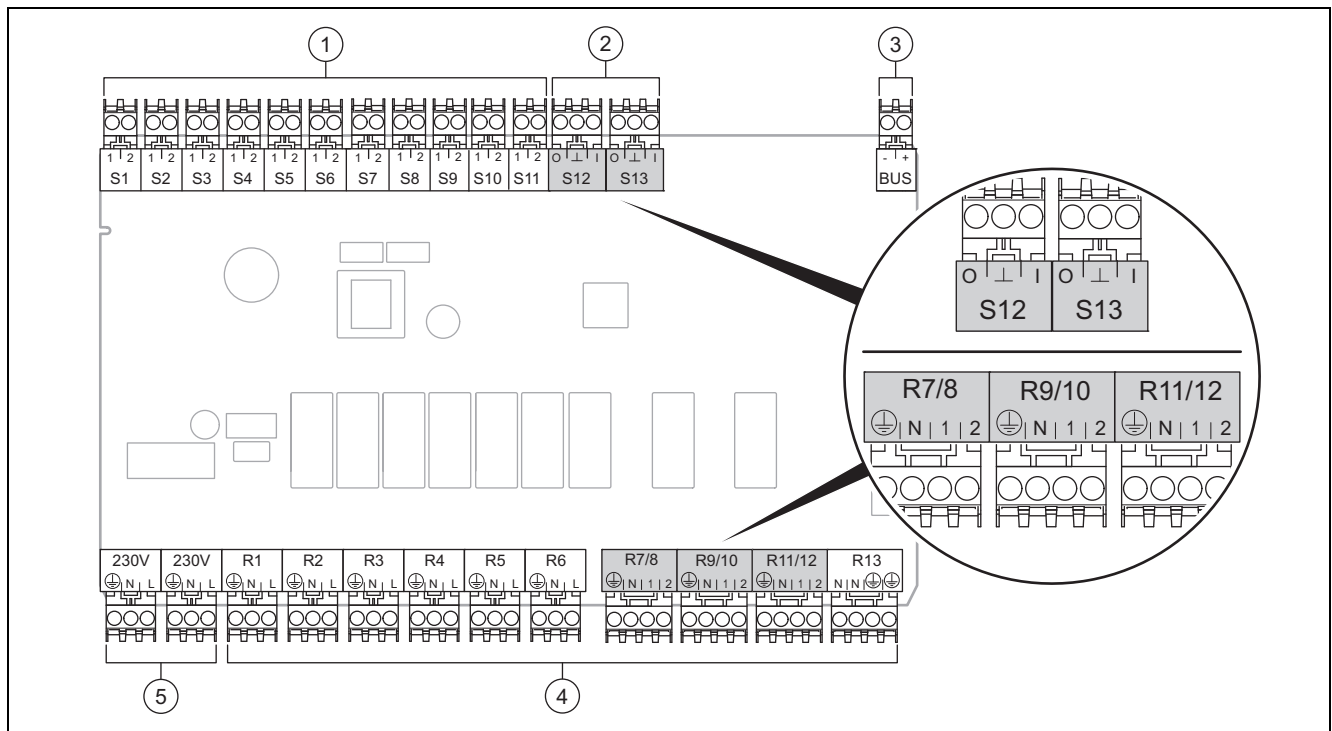 1 2 3
1 2 1 2 1 2 1 2 1 2 1 2 1 2 1 2 1 2 1 2 1 2 O ⊥ I O ⊥ I - +
S1 S2 S3 S4 S5 S6 S7 S8 S9 S10 S11 S12 S13 BUS
O ⊥ I O ⊥ I
S12 S13
R7/8 R9/10 R11/12
⏚ N 1 2 ⏚ N 1 2 ⏚ N 1 2
230V 230V R1 R2 R3 R4 R5 R6 R7/8 R9/10 R11/12 R13
⏚ N L ⏚ N L ⏚ N L ⏚ N L ⏚ N L ⏚ N L ⏚ N L ⏚ N L ⏚ N 1 2 ⏚ N 1 2 ⏚ N 1 2 N N ⏚ ⏚
5 4